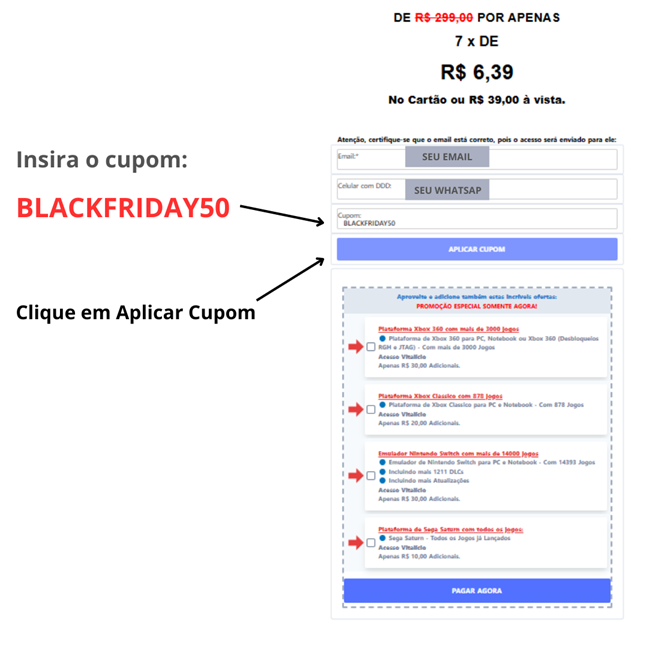 DE R$ 299,00 POR APENAS
7 x DE
R$ 6,39
No Cartão ou R$ 39,00 à vista.
Insira o cupom:
BLACKFRIDAY50
Clique em Aplicar Cupom
Atenção, certifique-se que o email está correto, pois o acesso será enviado para ele:
Email:*
SEU EMAIL
Celular com DDD:
SEU WHATSAP
Cupom:
BLACKFRIDAY50
APLICAR CUPOM
Aproveite e adicione também estas incríveis ofertas:
PROMOÇÃO ESPECIAL SOMENTE AGORA!
Plataforma Xbox 360 com mais de 3000 Jogos
Plataforma de Xbox 360 para PC, Notebook ou Xbox 360 (Desbloqueios
RGH e JTAG) - Com mais de 3000 Jogos
Acesso Vitalício
Apenas R$ 30,00 Adicionais.
Plataforma Xbox Classico com 878 Jogos
Plataforma de Xbox Classico para PC e Notebook - Com 878 Jogos
Acesso Vitalício
Apenas R$ 20,00 Adicionais.
Emulador Nintendo Switch com mais de 14000 Jogos
Emulador de Nintendo Switch para PC e Notebook - Com 14393 Jogos
Incluindo mais 1211 DLCs
Incluindo mais Atualizações
Acesso Vitalício
Apenas R$ 30,00 Adicionais.
Plataforma de Sega Saturn com todos os Jogos:
Sega Saturn - Todos os Jogos já Lançados
Acesso Vitalício
Apenas R$ 10,00 Adicionais.
PAGAR AGORA